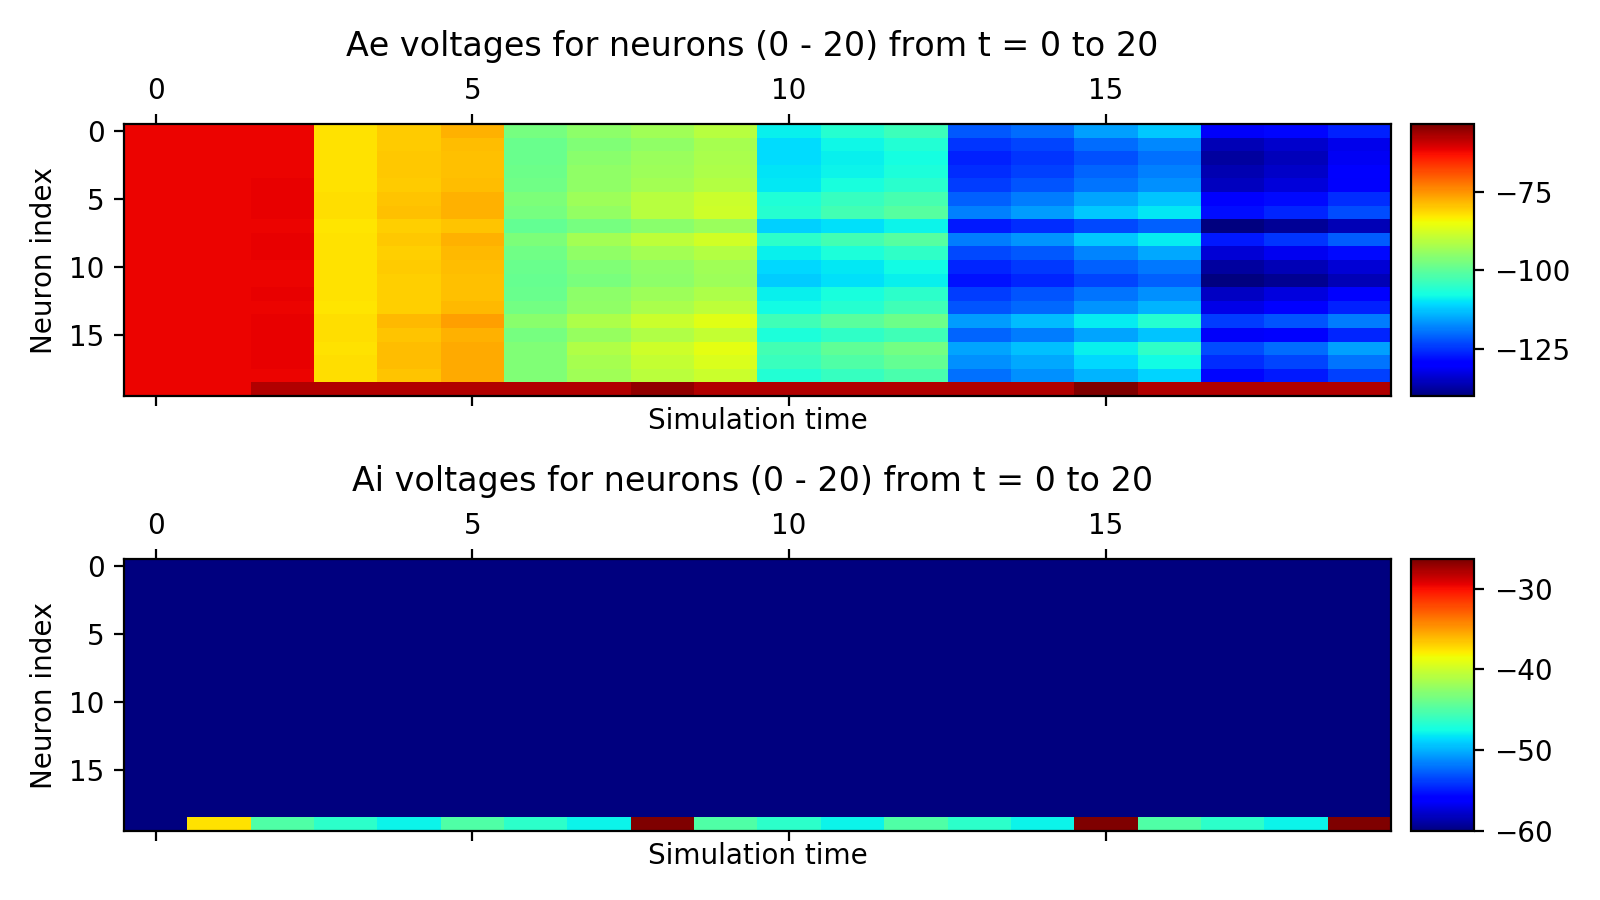 Ae voltages for neurons (0 - 20) from t = 0 to 20
0 5 10 15
Neuron index
0
5
10
15
Simulation time
−75
−100
−125
Ai voltages for neurons (0 - 20) from t = 0 to 20
0 5 10 15
Neuron index
0
5
10
15
Simulation time
−30
−40
−50
−60